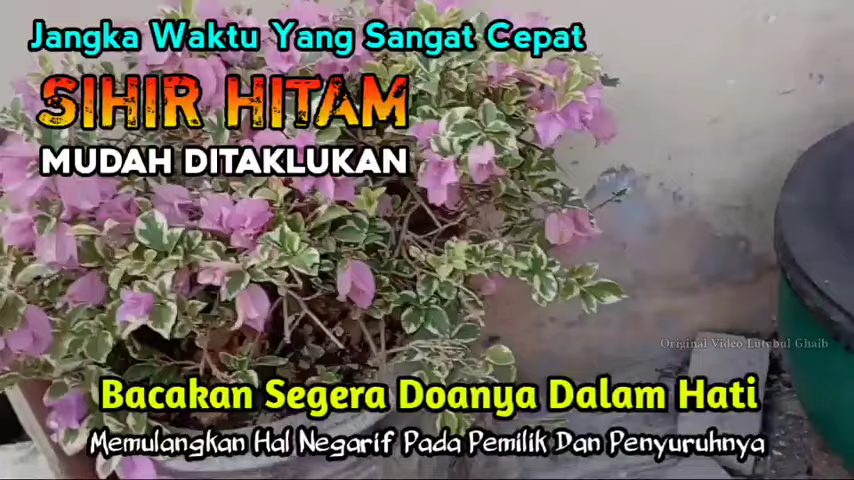 Jangka Waktu Yang Sangat Cepat
SIHIR HITAM
MUDAH DITAKLUKAN
Original Video Lutebul Ghaib
Bacakan Segera Doanya Dalam Hati
Memulangkan Hal Negarif Pada Pemilik Dan Penyuruhnya